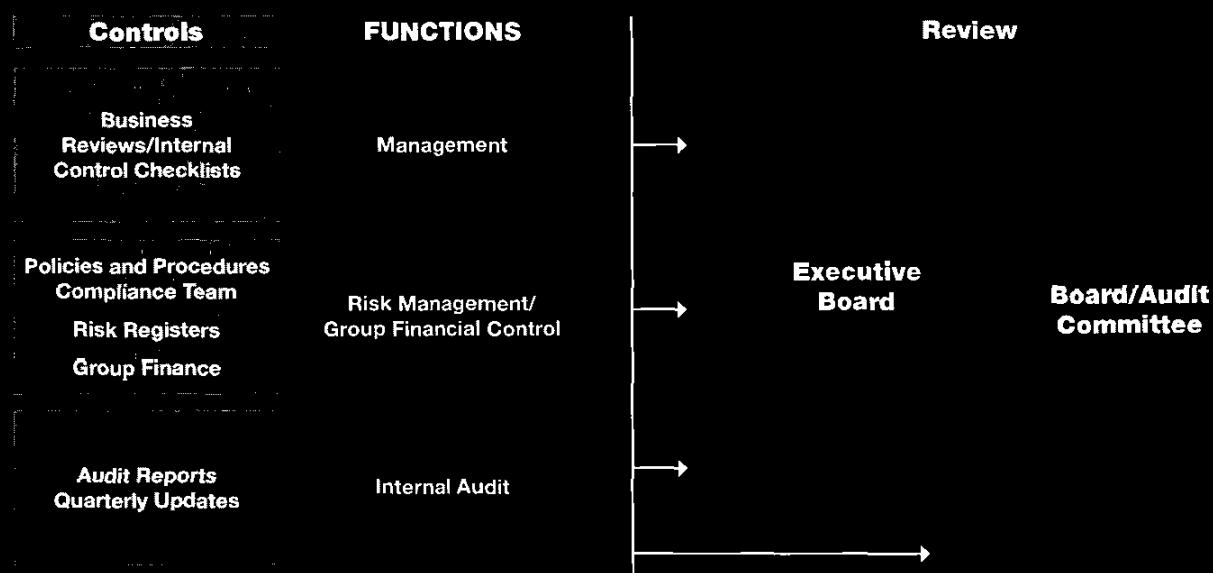 Controls
FUNCTIONS
Review
Business
Reviews/Internal
Control Checklists
Management
Policies and Procedures
Compliance Team
Risk Registers
Group Finance
Risk Management/
Group Financial Control
Executive
Board
Board/Audit
Committee
Audit Reports
Quarterly Updates
Internal Audit